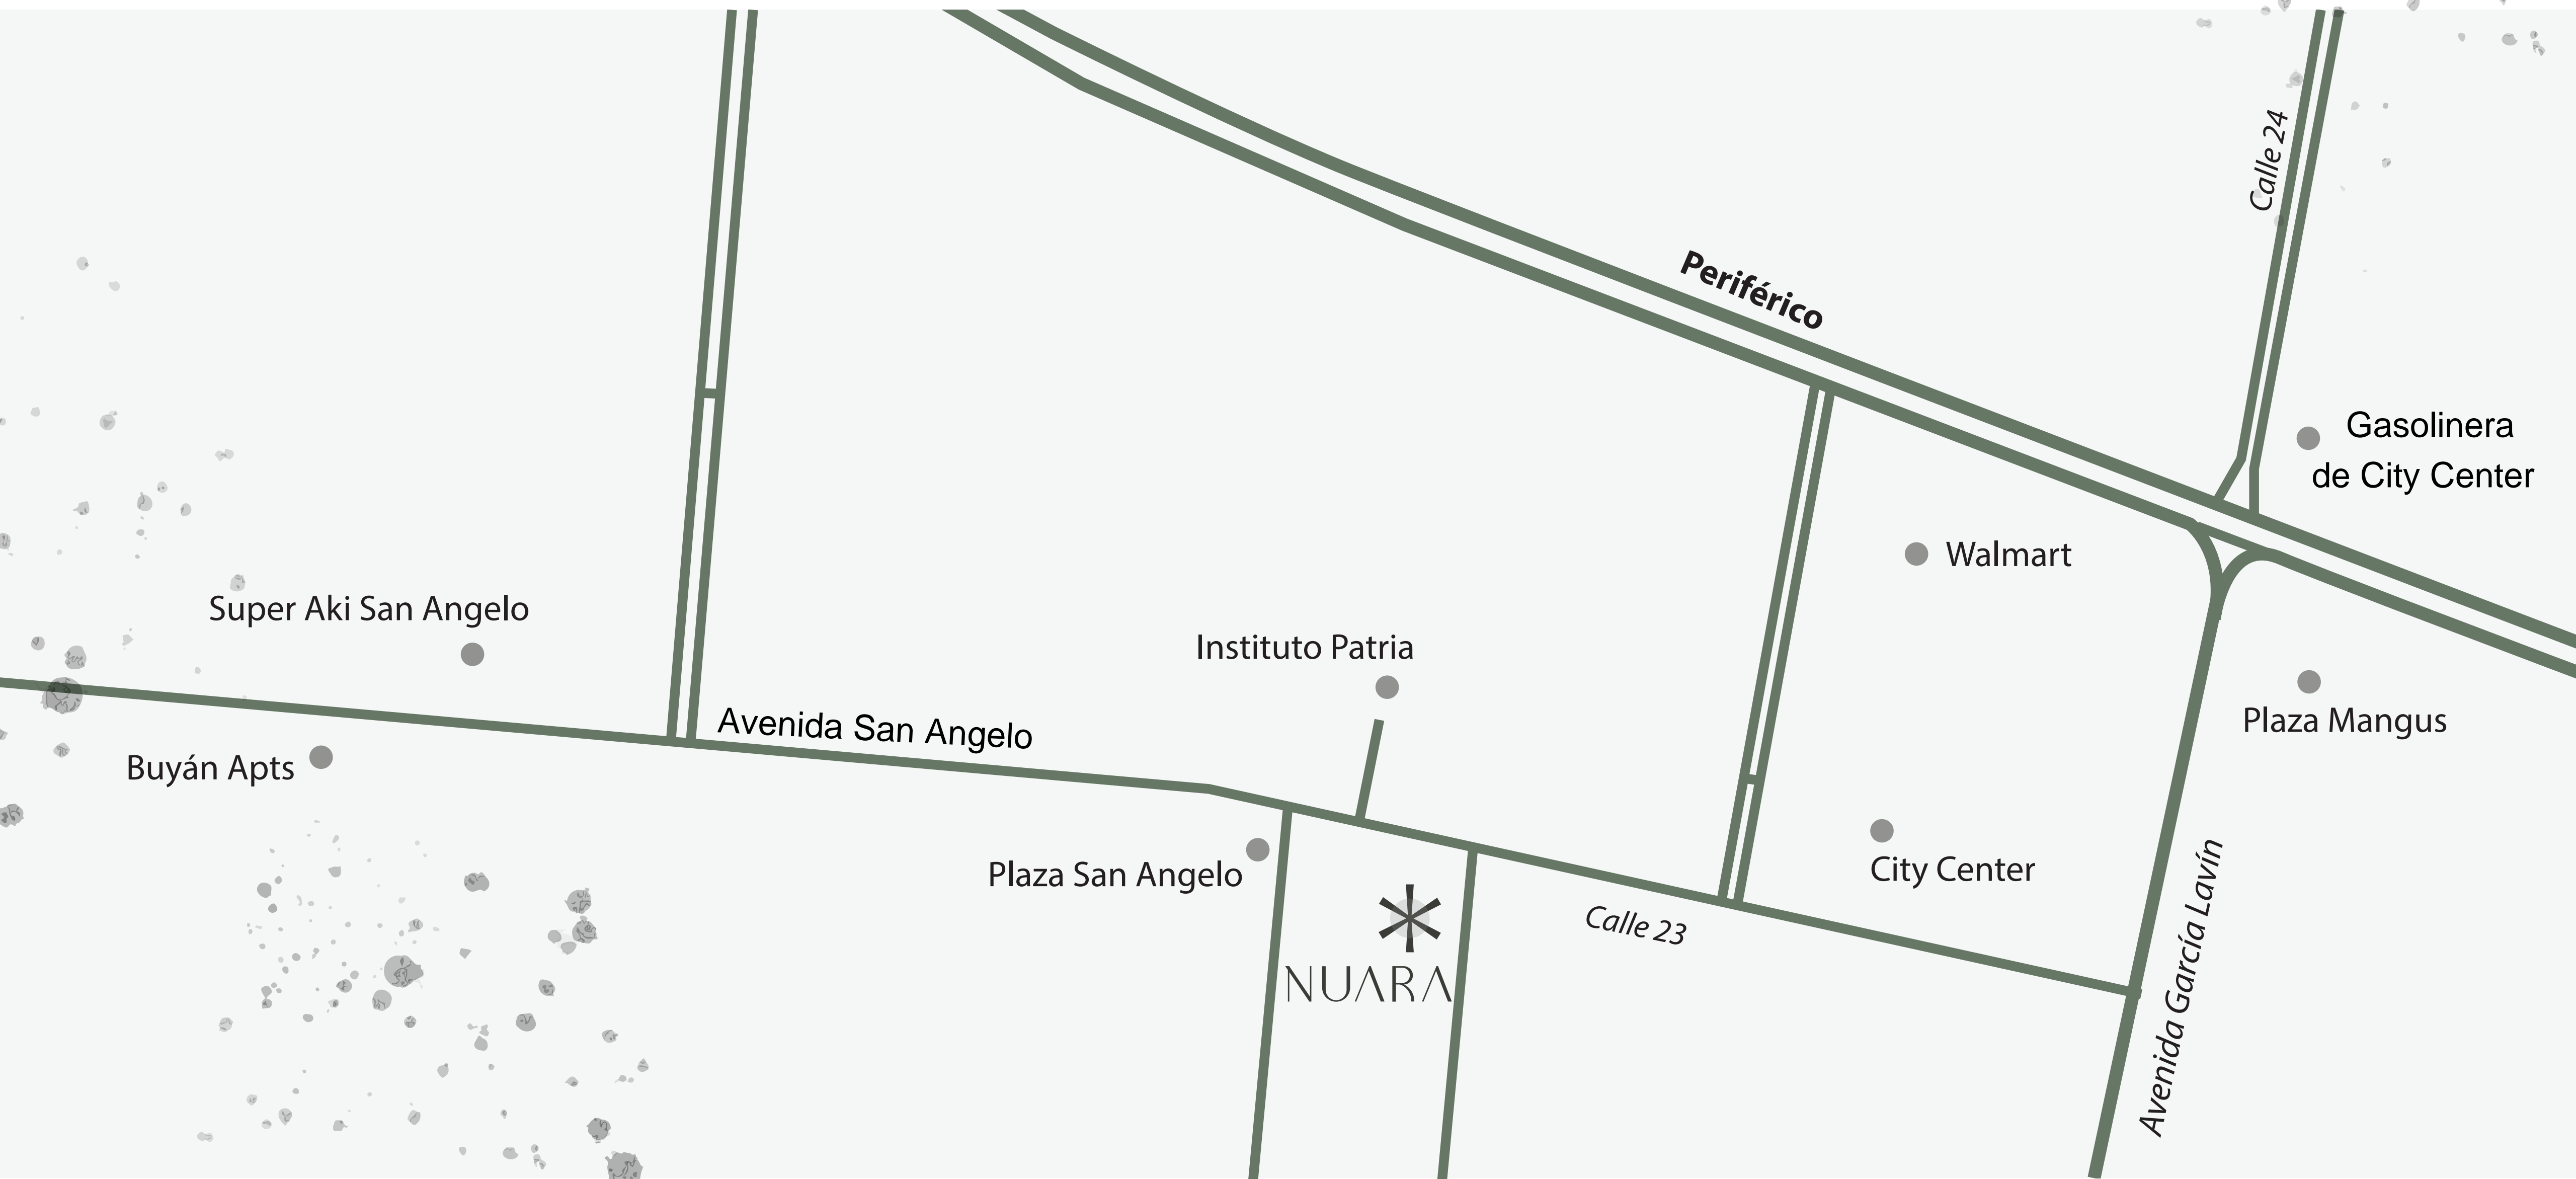 Calle 24
Periférico
Gasolinera
de City Center
Walmart
Super Aki San Angelo
Instituto Patria
Plaza Mangus
Avenida San Angelo
Buyán Apts
Plaza San Angelo
City Center
Calle 23
NUARA
Avenida García Lavín